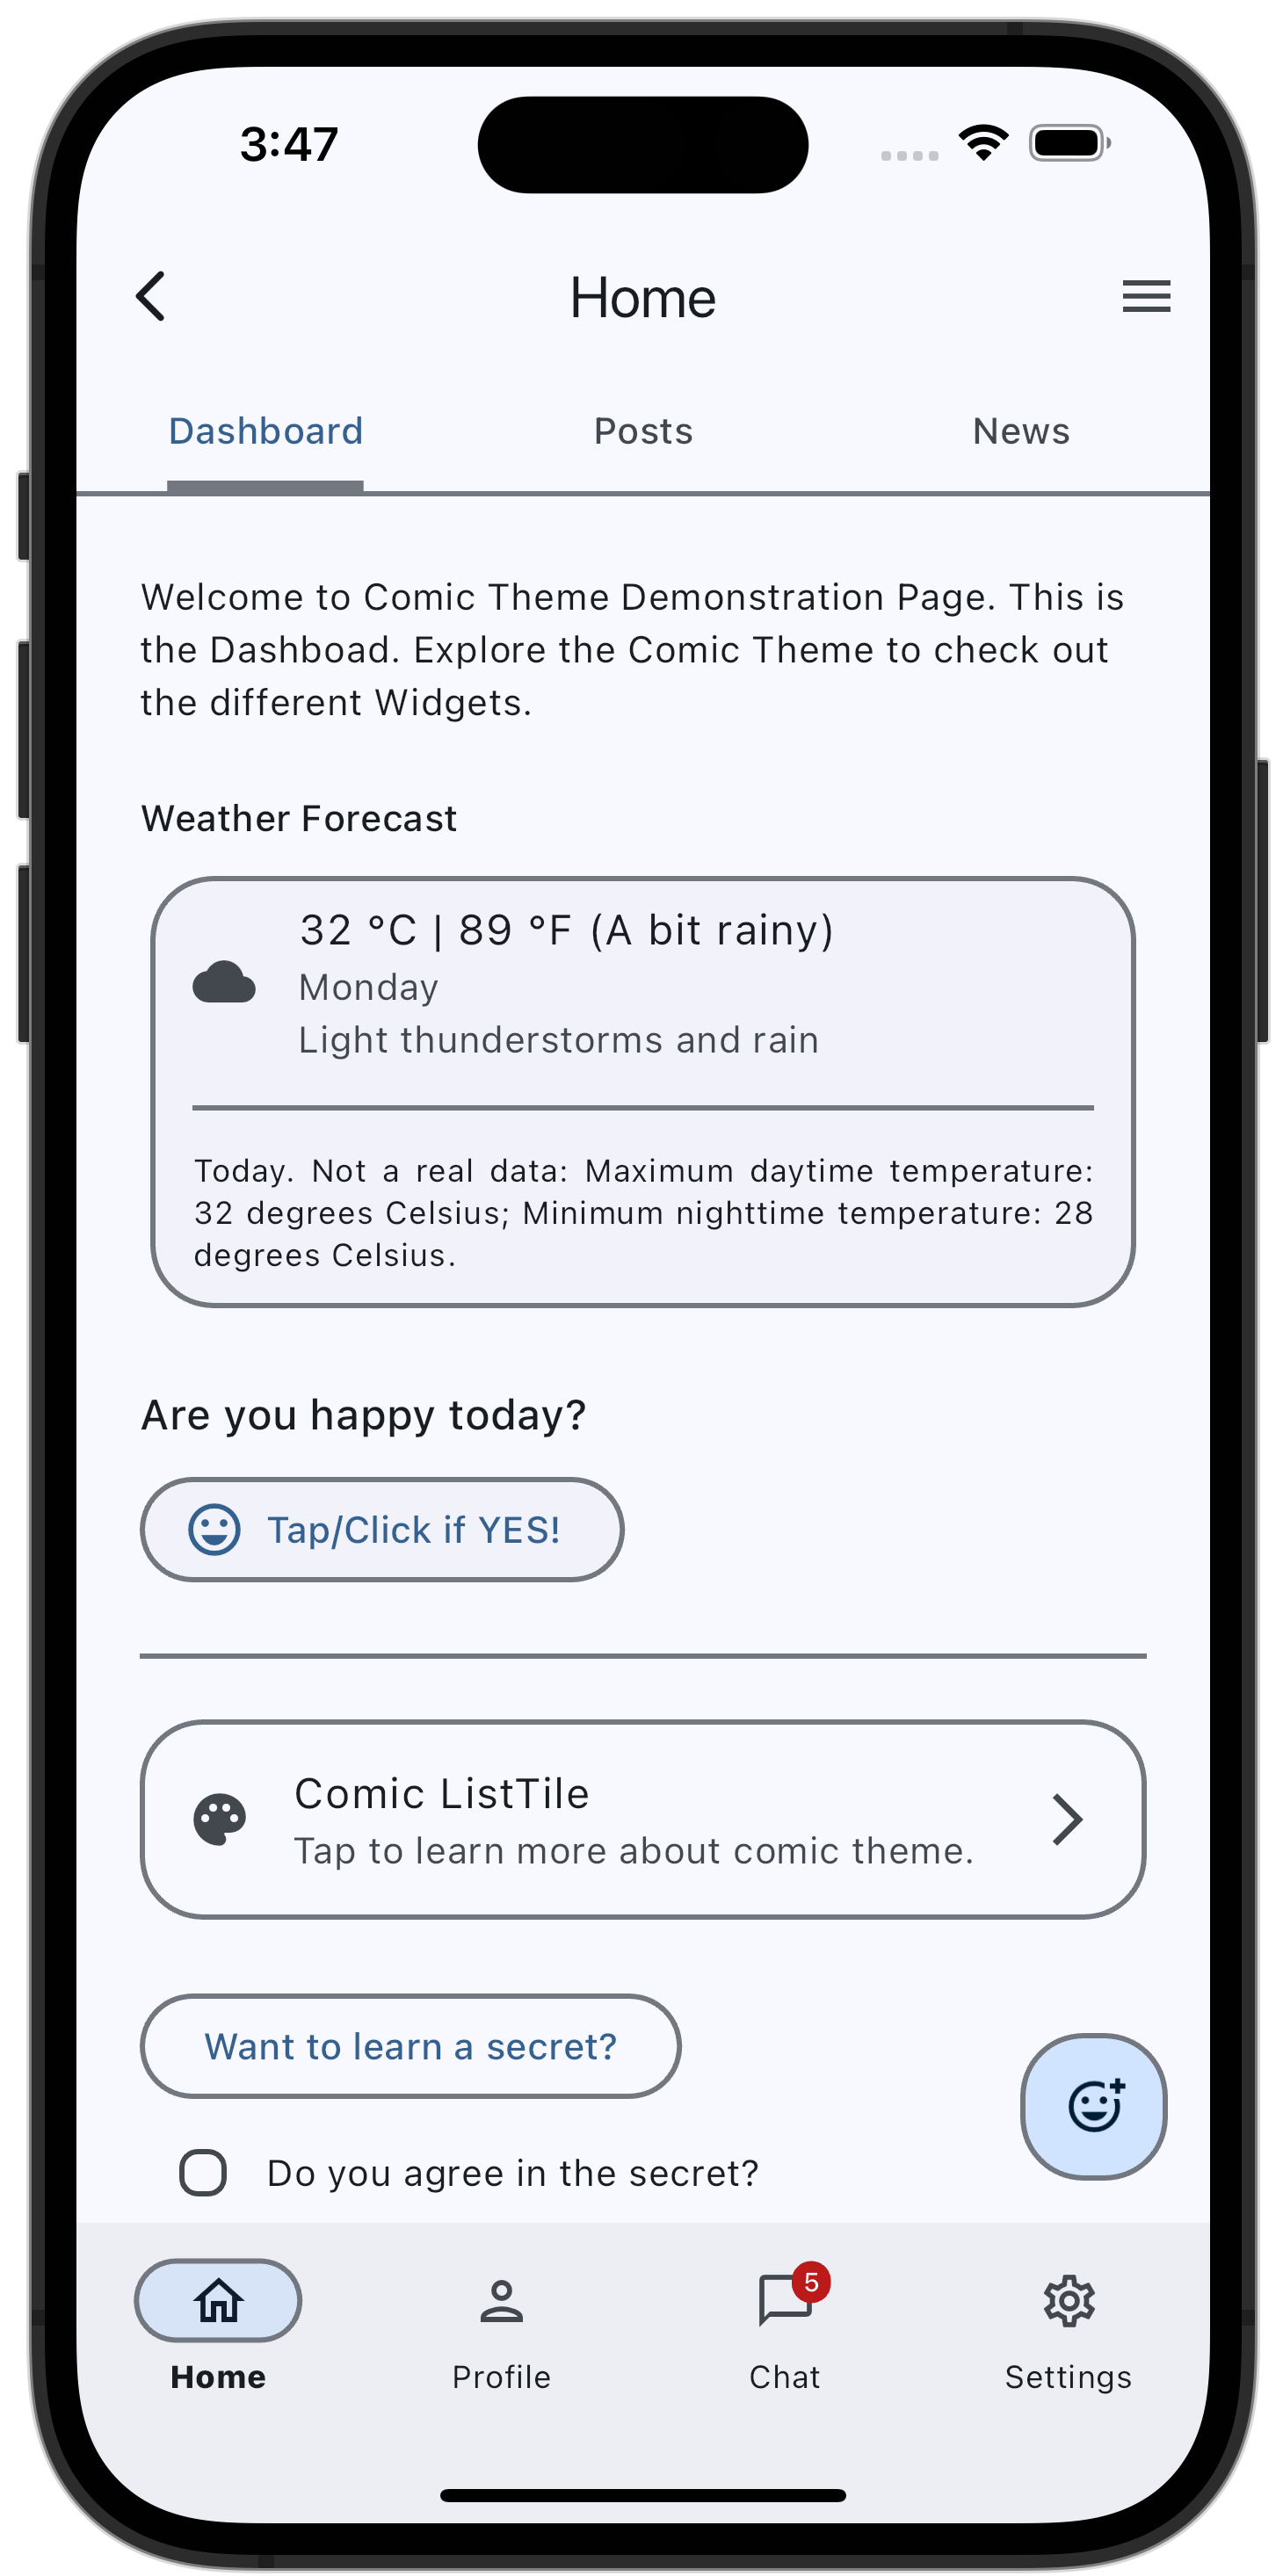 3:47
Home
Dashboard
Posts
News
Welcome to Comic Theme Demonstration Page. This is
the Dashboad. Explore the Comic Theme to check out
the different Widgets.
Weather Forecast
32 °C | 89 °F (A bit rainy)
Monday
Light thunderstorms and rain
Today. Not a real data: Maximum daytime temperature:
32 degrees Celsius; Minimum nighttime temperature: 28
degrees Celsius.
Are you happy today?
Tap/Click if YES!
Comic ListTile
Tap to learn more about comic theme.
Want to learn a secret?
Do you agree in the secret?
5
Home
Profile
Chat
Settings